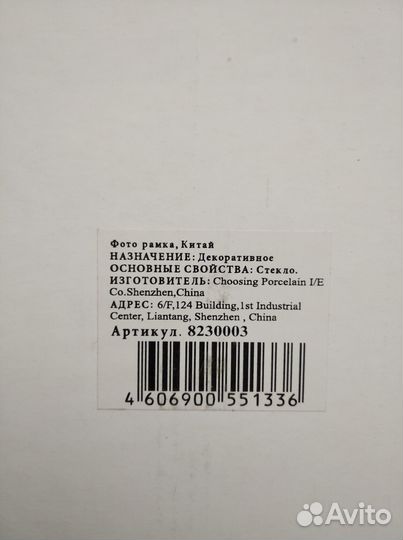 Фото рамка, Китай
НАЗНАЧЕНИЕ: Декоративное
ОСНОВНЫЕ СВОЙСТВА: Стекло.
ИЗГОТОВИТЕЛЬ: Choosing Porcelain I/E
Co.Shenzhen,China
АДРЕС: 6/F,124 Building,1st Industrial
Center, Liantang, Shenzhen , China
Артикул. 8230003
4 606900 551336
Avito